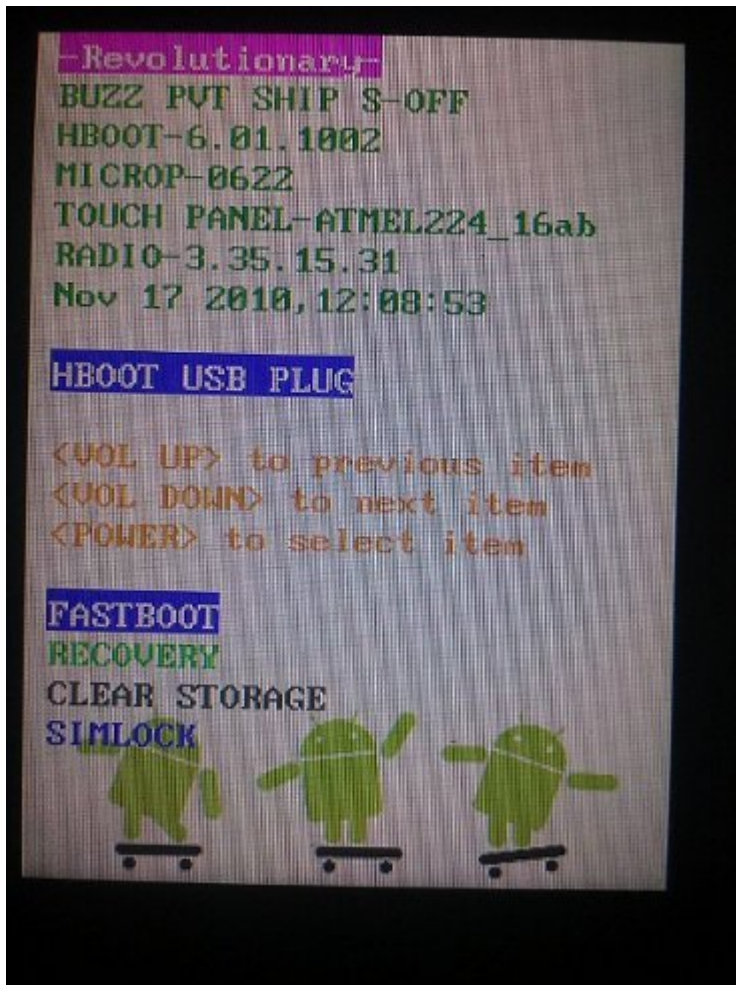 -Revolutionary-
BUZZ PVT SHIP S-OFF
HBOOT-6.01.1002
MICROP-0622
TOUCH PANEL-ATMEL224_16ab
RADIO-3.35.15.31
Nov 17 2010,12:08:53
HBOOT USB PLUG
<VOL UP> to previous item
<VOL DOWN> to next item
<POWER> to select item
FASTBOOT
RECOVERY
CLEAR STORAGE
SIMLOCK